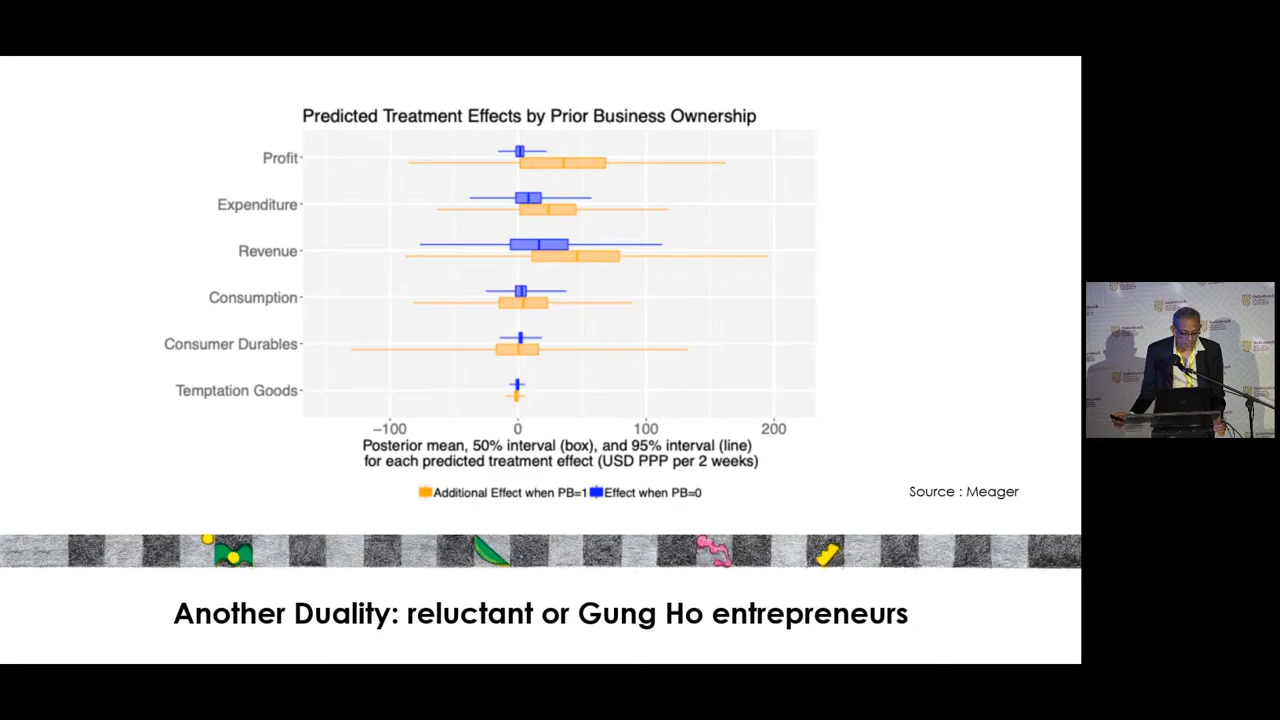 Predicted Treatment Effects by Prior Business Ownership
Profit
Expenditure
Revenue
Consumption
Consumer Durables
Temptation Goods
−100 0 100 200
Posterior mean, 50% interval (box), and 95% interval (line)
for each predicted treatment effect (USD PPP per 2 weeks)
Additional Effect when PB=1 Effect when PB=0
Source : Meager
Another Duality: reluctant or Gung Ho entrepreneurs